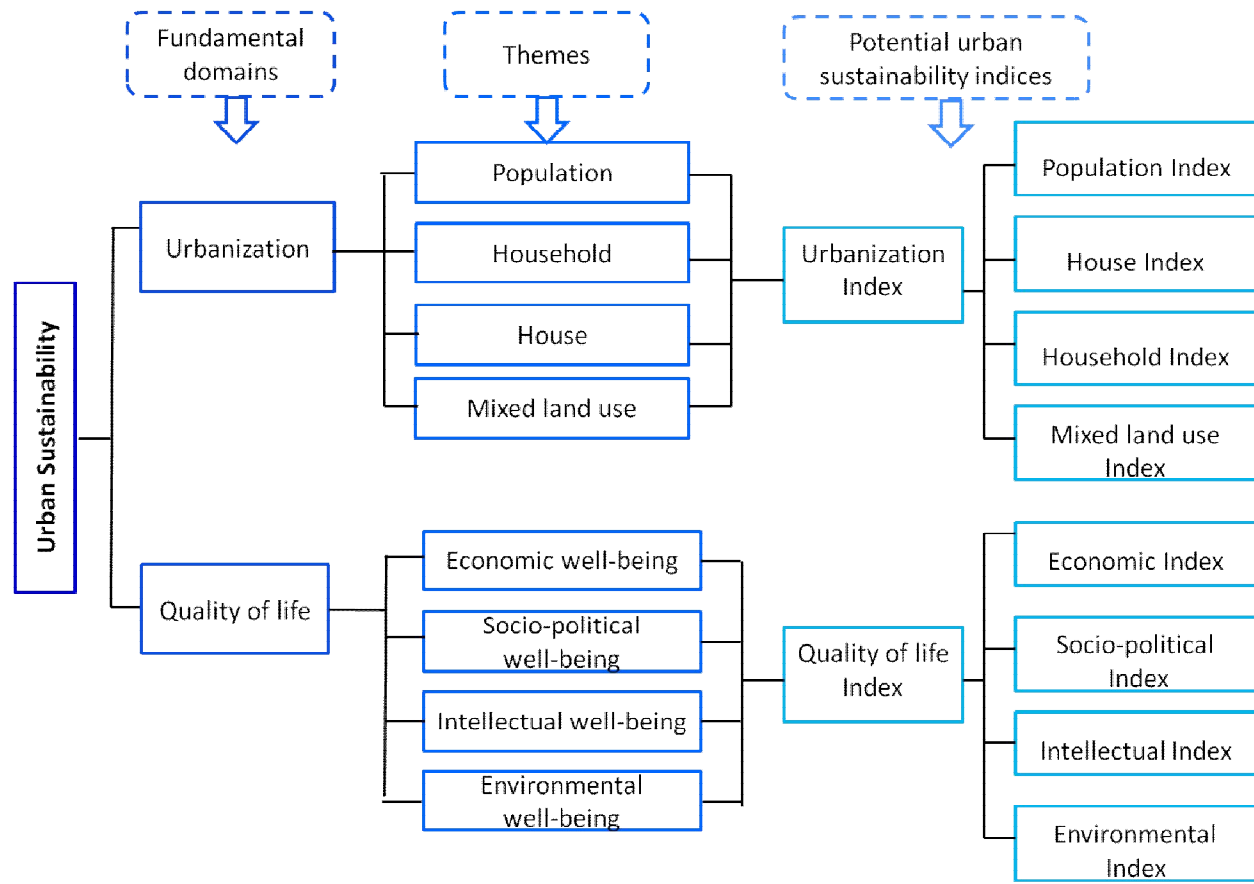 Fundamental
domains
Themes
Potential urban
sustainability indices
Urban Sustainability
Urbanization
Population
Household
House
Mixed land use
Urbanization
Index
Population Index
House Index
Household Index
Mixed land use
Index
Quality of life
Economic well-being
Socio-political
well-being
Intellectual well-being
Environmental
well-being
Quality of life
Index
Economic Index
Socio-political
Index
Intellectual Index
Environmental
Index